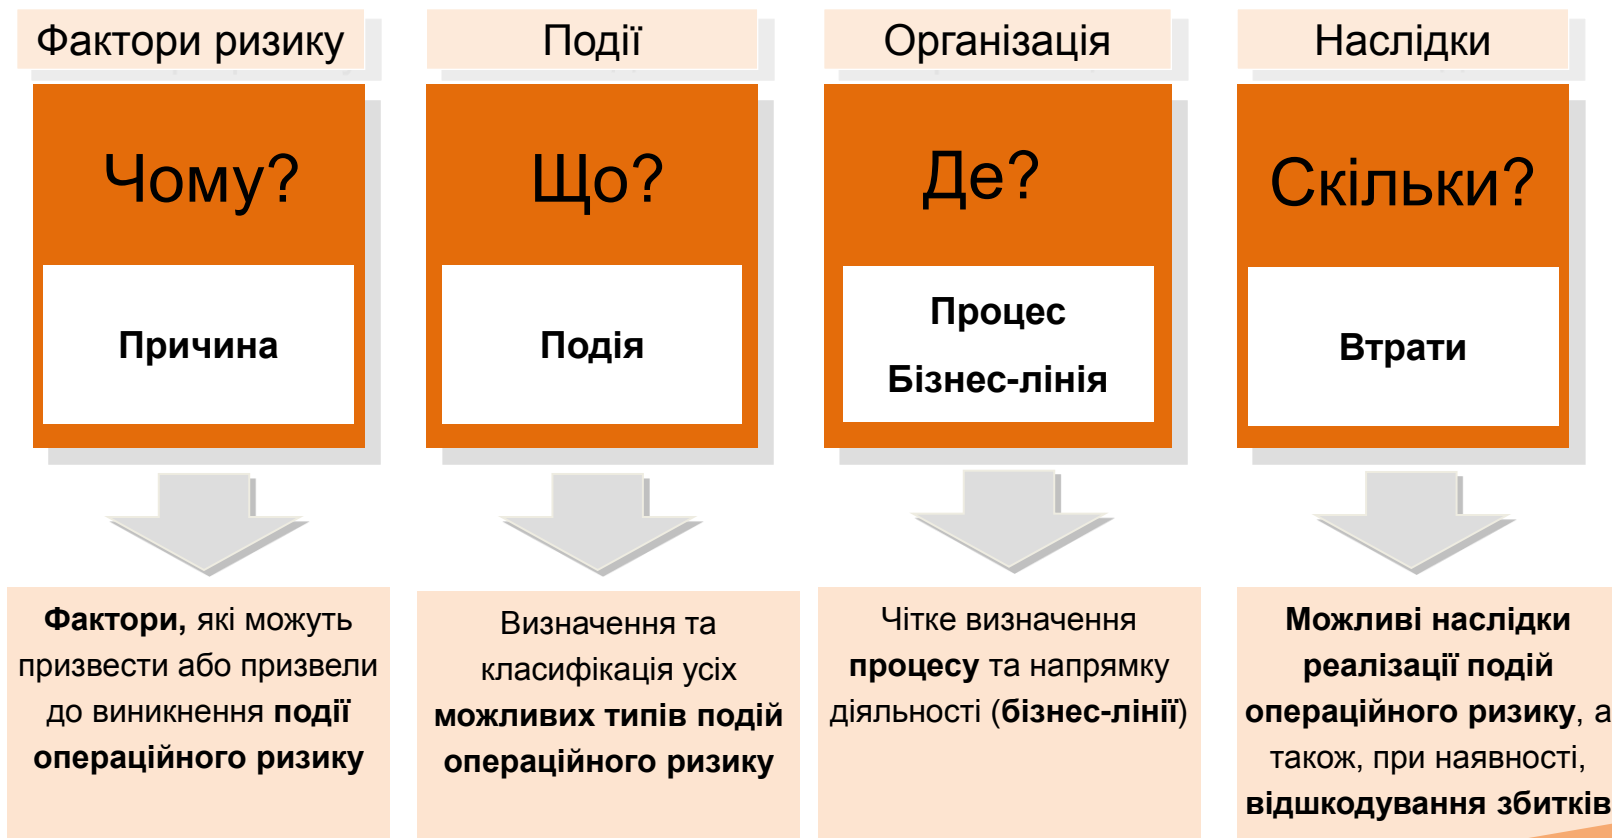 Фактори ризику
Події
Організація
Наслідки
Чому?
Що?
Де?
Скільки?
Причина
Подія
Процес
Бізнес-лінія
Втрати
Фактори, які можуть
призвести або призвели
до виникнення події
операційного ризику
Визначення та
класифікація усіх
можливих типів подій
операційного ризику
Чітке визначення
процесу та напрямку
діяльності (бізнес-лінії)
Можливі наслідки
реалізації подій
операційного ризику, а
також, при наявності,
відшкодування збитків